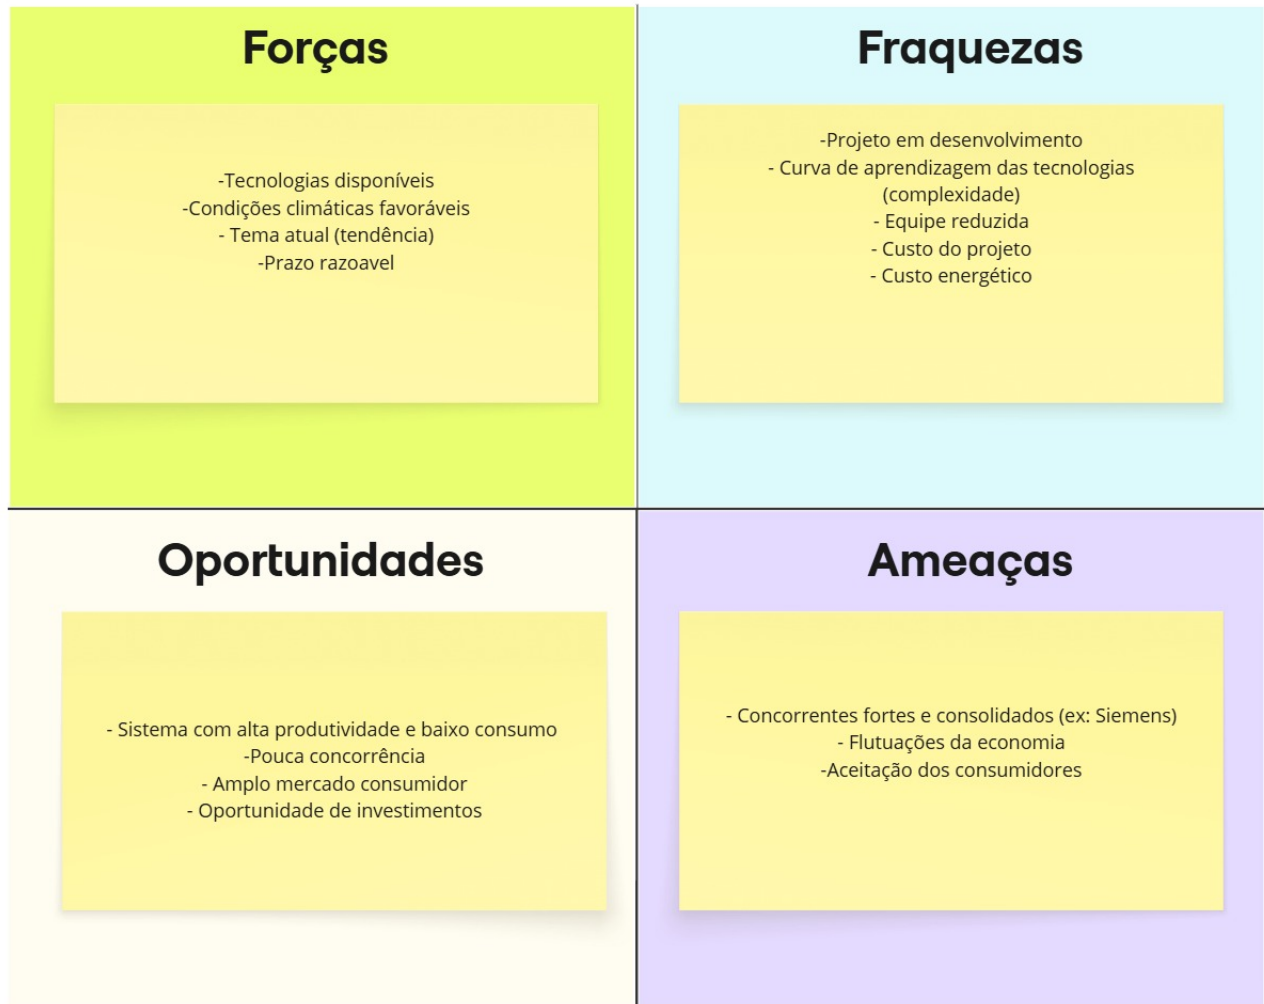 Forças
-Tecnologias disponíveis
-Condições climáticas favoráveis
- Tema atual (tendência)
-Prazo razoavel
Fraquezas
-Projeto em desenvolvimento
- Curva de aprendizagem das tecnologias
(complexidade)
- Equipe reduzida
- Custo do projeto
- Custo energético
Oportunidades
- Sistema com alta produtividade e baixo consumo
-Pouca concorrência
- Amplo mercado consumidor
- Oportunidade de investimentos
Ameaças
- Concorrentes fortes e consolidados (ex: Siemens)
- Flutuações da economia
-Aceitação dos consumidores